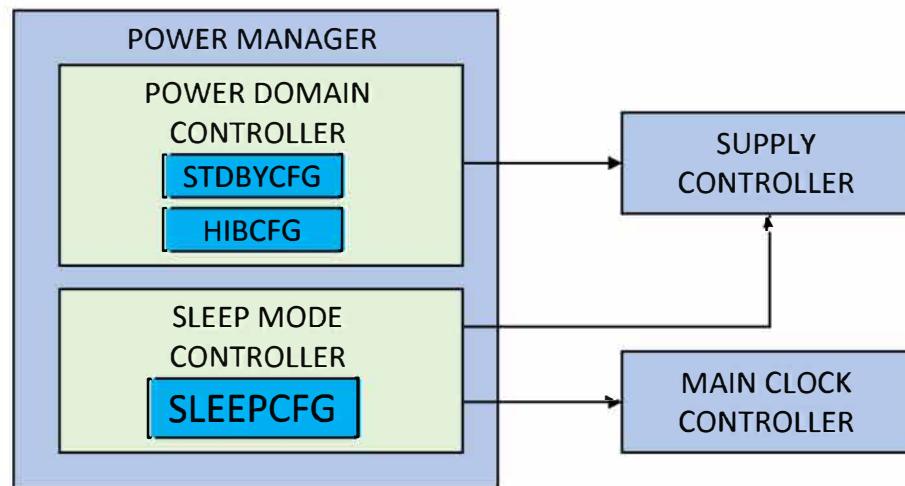 POWER MANAGER
POWER DOMAIN
CONTROLLER
STDBYCFG
HIBCFG
SLEEP MODE
CONTROLLER
SLEEPCFG
SUPPLY
CONTROLLER
MAIN CLOCK
CONTROLLER